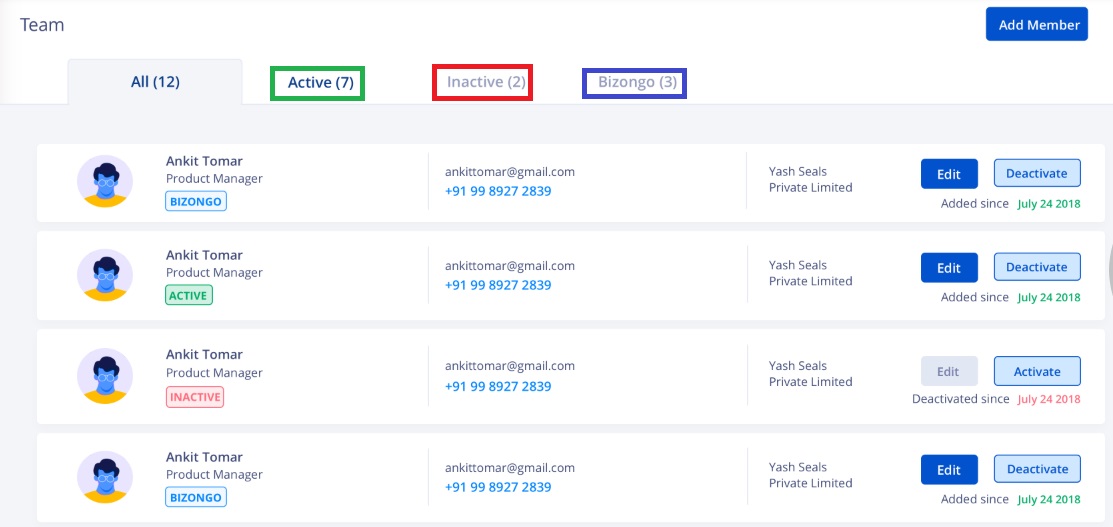 Team
Add Member
All (12)
Active (7)
Inactive (2)
Bizongo (3)
Ankit Tomar
Product Manager
BIZONGO
ankittomar@gmail.com
+91 99 8927 2839
Yash Seals
Private Limited
Edit
Deactivate
Added since July 24 2018
Ankit Tomar
Product Manager
ACTIVE
ankittomar@gmail.com
+91 99 8927 2839
Yash Seals
Private Limited
Edit
Deactivate
Added since July 24 2018
Ankit Tomar
Product Manager
INACTIVE
ankittomar@gmail.com
+91 99 8927 2839
Yash Seals
Private Limited
Edit
Activate
Deactivated since July 24 2018
Ankit Tomar
Product Manager
BIZONGO
ankittomar@gmail.com
+91 99 8927 2839
Yash Seals
Private Limited
Edit
Deactivate
Added since July 24 2018